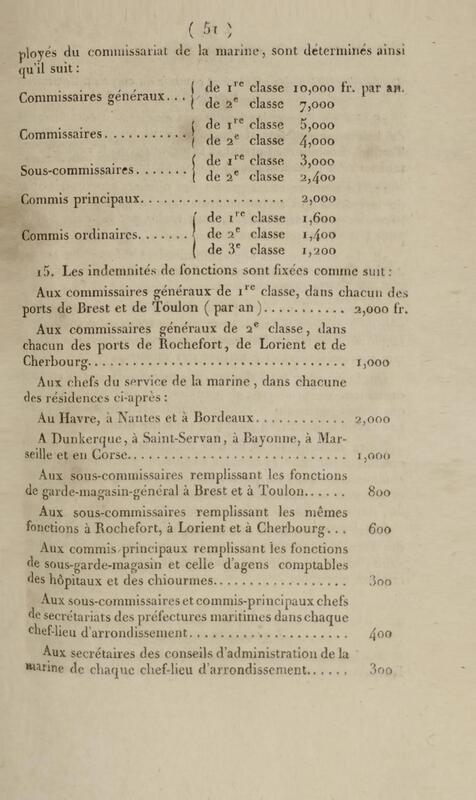 ( 51 )
ployés du commissariat de la marine, sont déterminés ainsi
qu'il suit :
Commissaires généraux... { de 1re classe 10,000 fr. par an.
{ de 2e classe 7,000
Commissaires.......... { de 1re classe 5,000
{ de 2e classe 4,000
Sous-commissaires....... { de 1re classe 3,000
{ de 2e classe 2,400
Commis principaux.................... 2,000
{ de 1re classe 1,600
Commis ordinaires....... { de 2e classe 1,400
{ de 3e classe 1,200
15. Les indemnités de fonctions sont fixées comme suit :
Aux commissaires généraux de 1re classe, dans chacun des
ports de Brest et de Toulon ( par an )........... 2,000 fr.
Aux commissaires généraux de 2e classe, dans
chacun des ports de Rochefort, de Lorient et de
Cherbourg.................................. 1,000
Aux chefs du service de la marine, dans chacune
des résidences ci-après :
Au Havre, à Nantes et à Bordeaux............ 2,000
A Dunkerque, à Saint-Servan, à Bayonne, à Mar-
seille et en Corse............................. 1,000
Aux sous-commissaires remplissant les fonctions
de garde-magasin-général à Brest et à Toulon...... 800
Aux sous-commissaires remplissant les mêmes
fonctions à Rochefort, à Lorient et à Cherbourg... 600
Aux commis principaux remplissant les fonctions
de sous-garde-magasin et celle d'agens comptables
des hôpitaux et des chiourmes................. 300
Aux sous-commissaires et commis-principaux chefs
de secrétariats des préfectures maritimes dans chaque
chef-lieu d'arrondissement..................... 400
Aux secrétaires des conseils d'administration de la
marine de chaque chef-lieu d'arrondissement...... 300